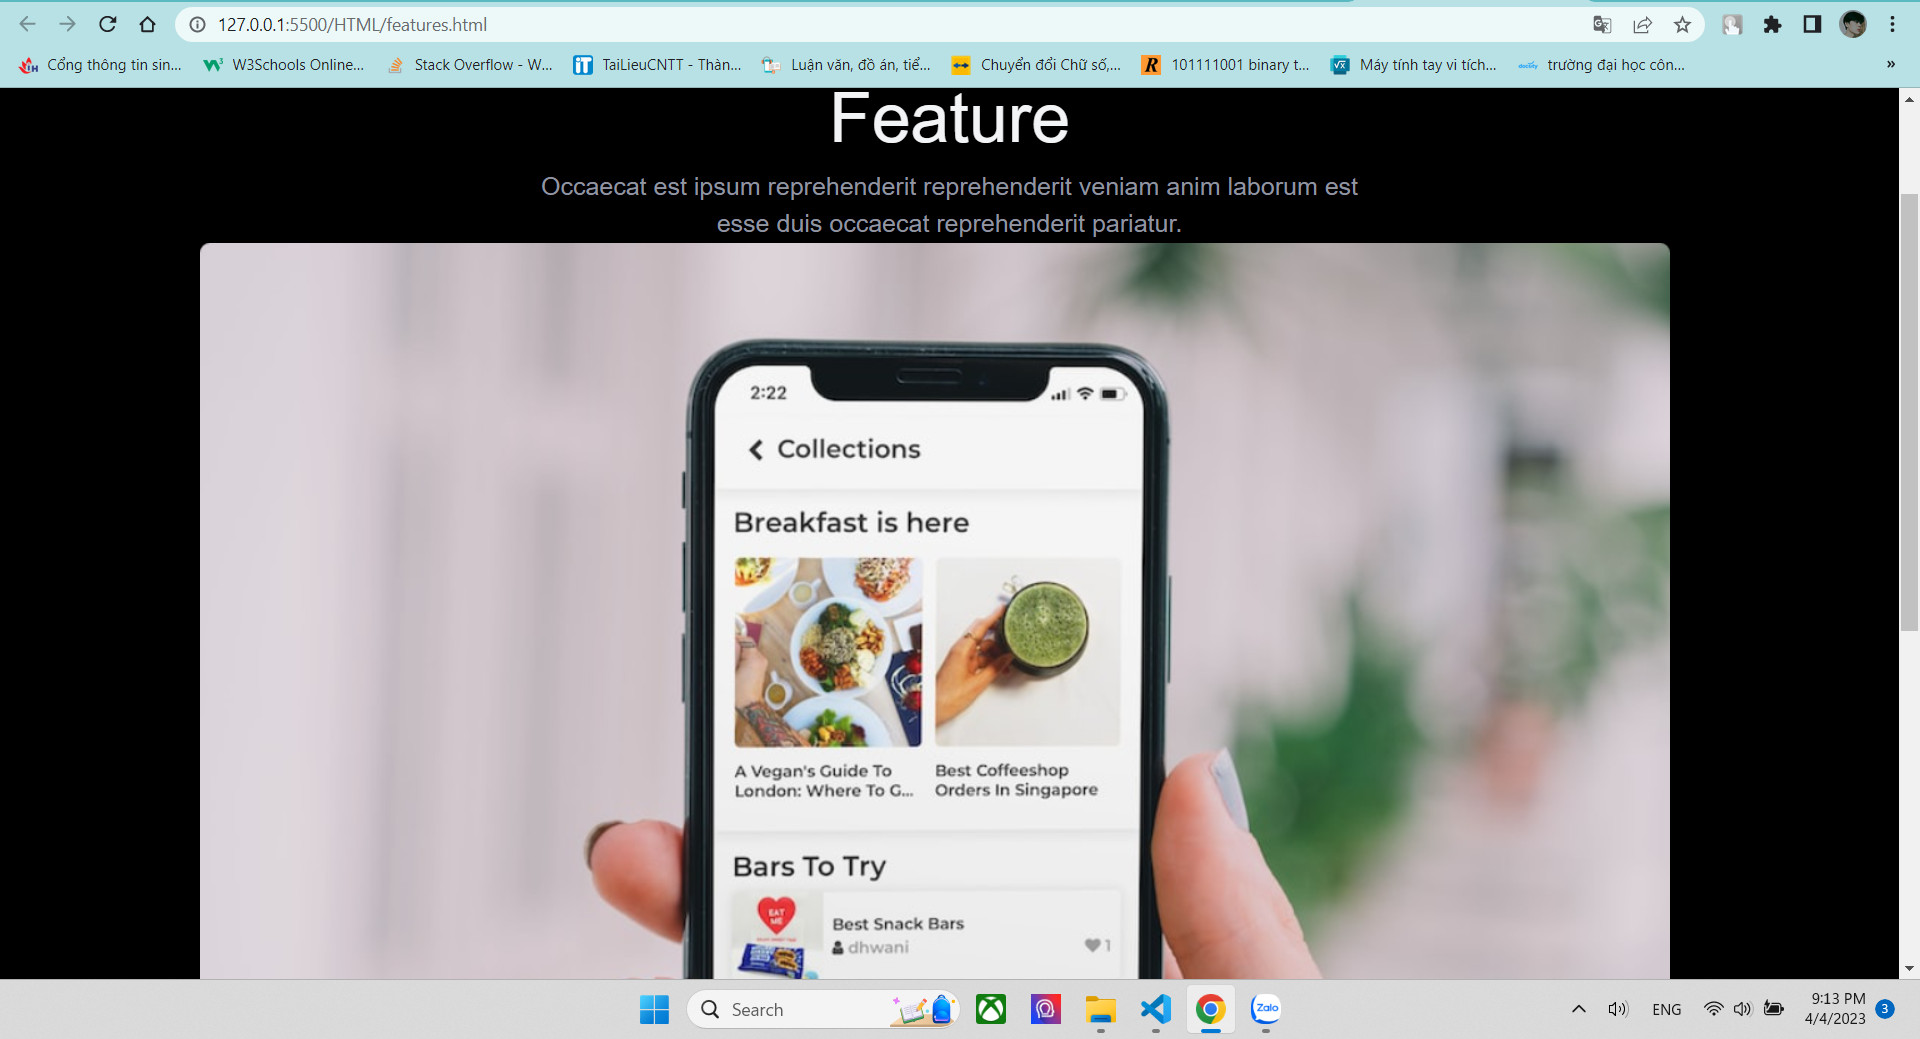 127.0.0.1:5500/HTML/features.html
Cổng thông tin sin...
W3Schools Online...
Stack Overflow - W...
TaiLieuCNTT - Thàn...
Luận văn, đồ án, tiể...
Chuyển đổi Chữ số,...
101111001 binary t...
Máy tính tay vi tích...
trường đại học côn...
»
Feature
Occaecat est ipsum reprehenderit reprehenderit veniam anim laborum est
esse duis occaecat reprehenderit pariatur.
2:22
Collections
Breakfast is here
A Vegan's Guide To
London: Where To G...
Best Coffeeshop
Orders In Singapore
Bars To Try
EAT
ME
Best Snack Bars
dhwani
1
Search
Zalo
ENG
9:13 PM
4/4/2023
3